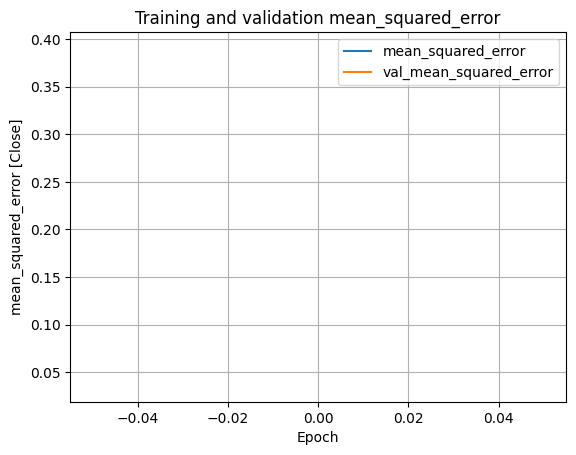 Training and validation mean_squared_error
mean_squared_error
val_mean_squared_error
mean_squared_error [Close]
0.40
0.35
0.30
0.25
0.20
0.15
0.10
0.05
−0.04
−0.02
0.00
0.02
0.04
Epoch